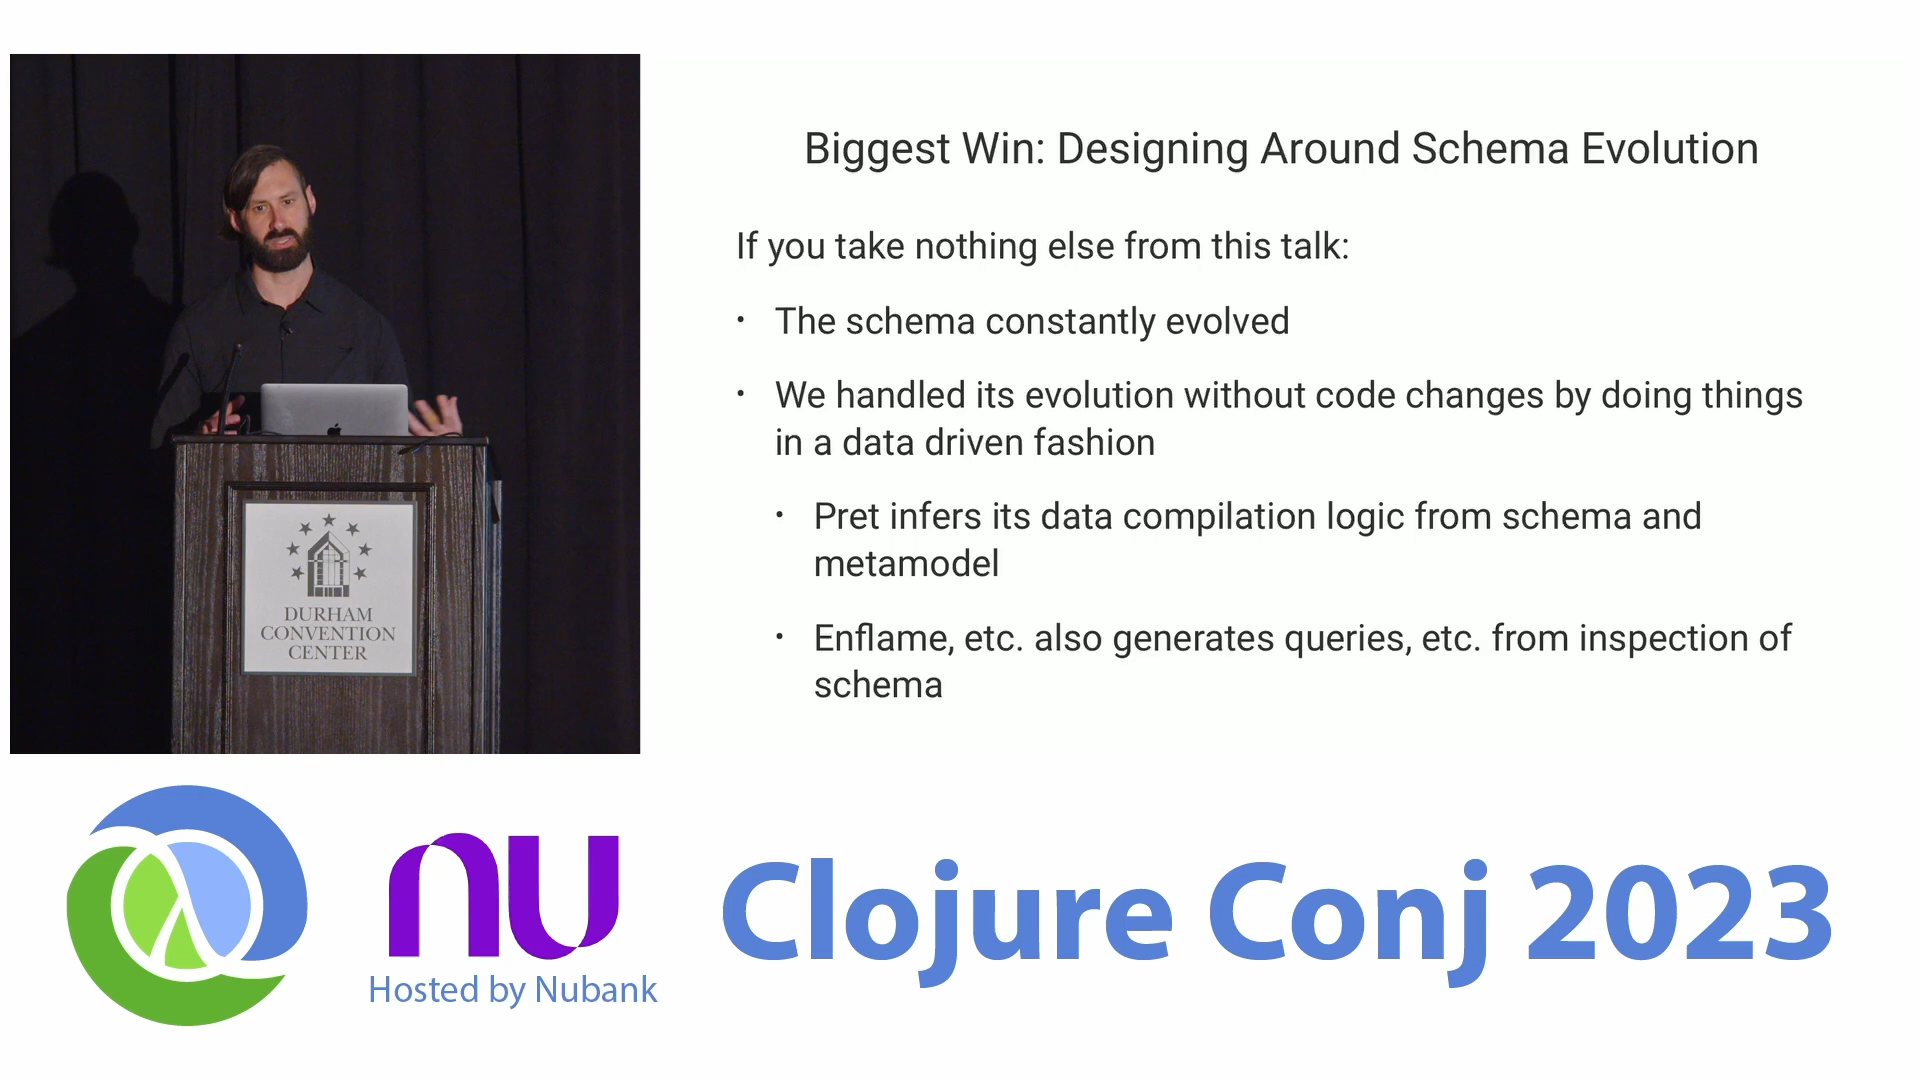 Biggest Win: Designing Around Schema Evolution
If you take nothing else from this talk:
• The schema constantly evolved
• We handled its evolution without code changes by doing things
in a data driven fashion
• Pret infers its data compilation logic from schema and
metamodel
• Enflame, etc. also generates queries, etc. from inspection of
schema
DURHAM
CONVENTION
CENTER
nu
Hosted by Nubank
Clojure Conj 2023